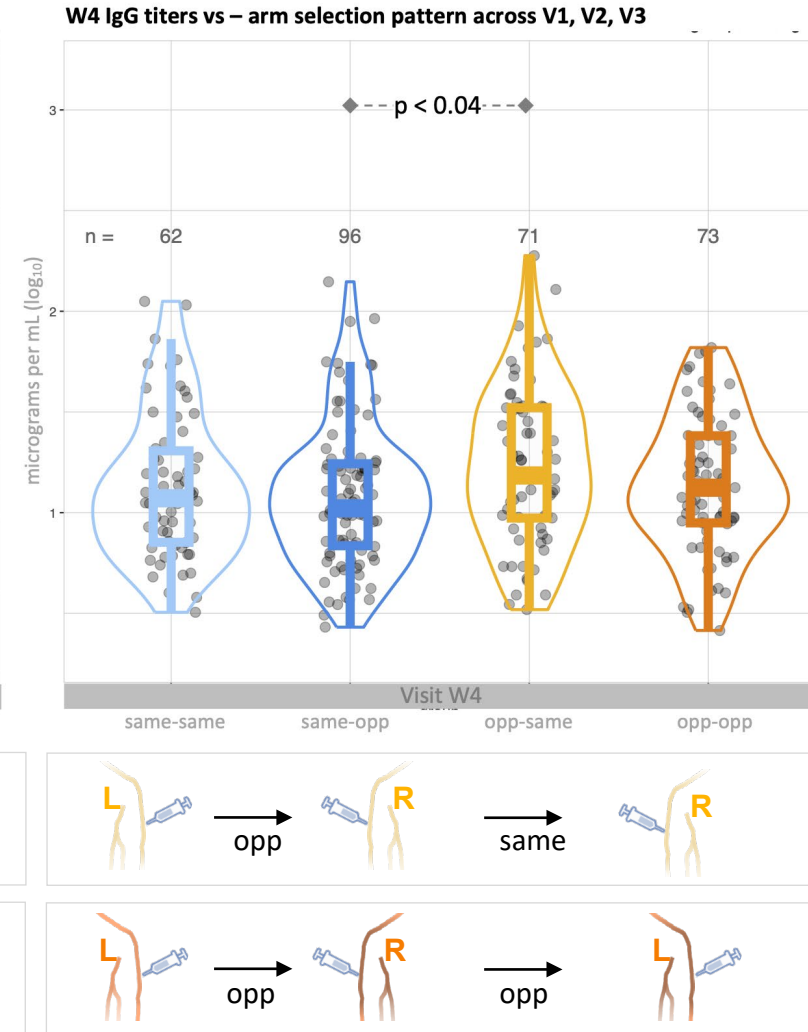 W4 IgG titers vs – arm selection pattern across V1, V2, V3
3
p < 0.04
n = 62 96 71 73
micrograms per mL (log₁₀)
2
1
Visit W4
same-same same-opp opp-same opp-opp
L R R
opp same
L R L
opp opp